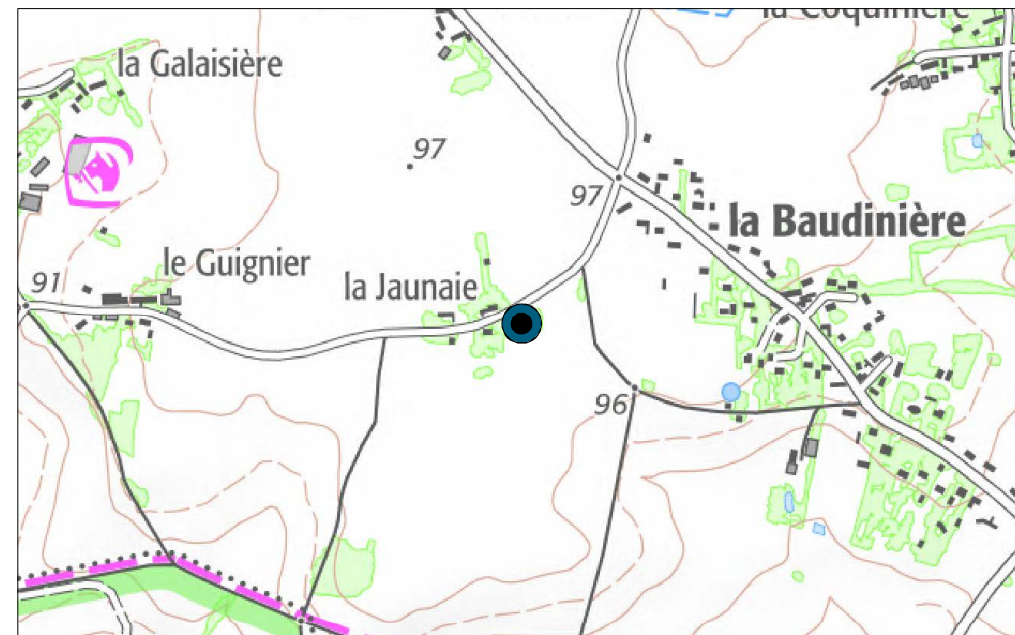 la Coquinière
la Galaisière
97
97
la Baudinière
le Guignier
la Jaunaie
91
96